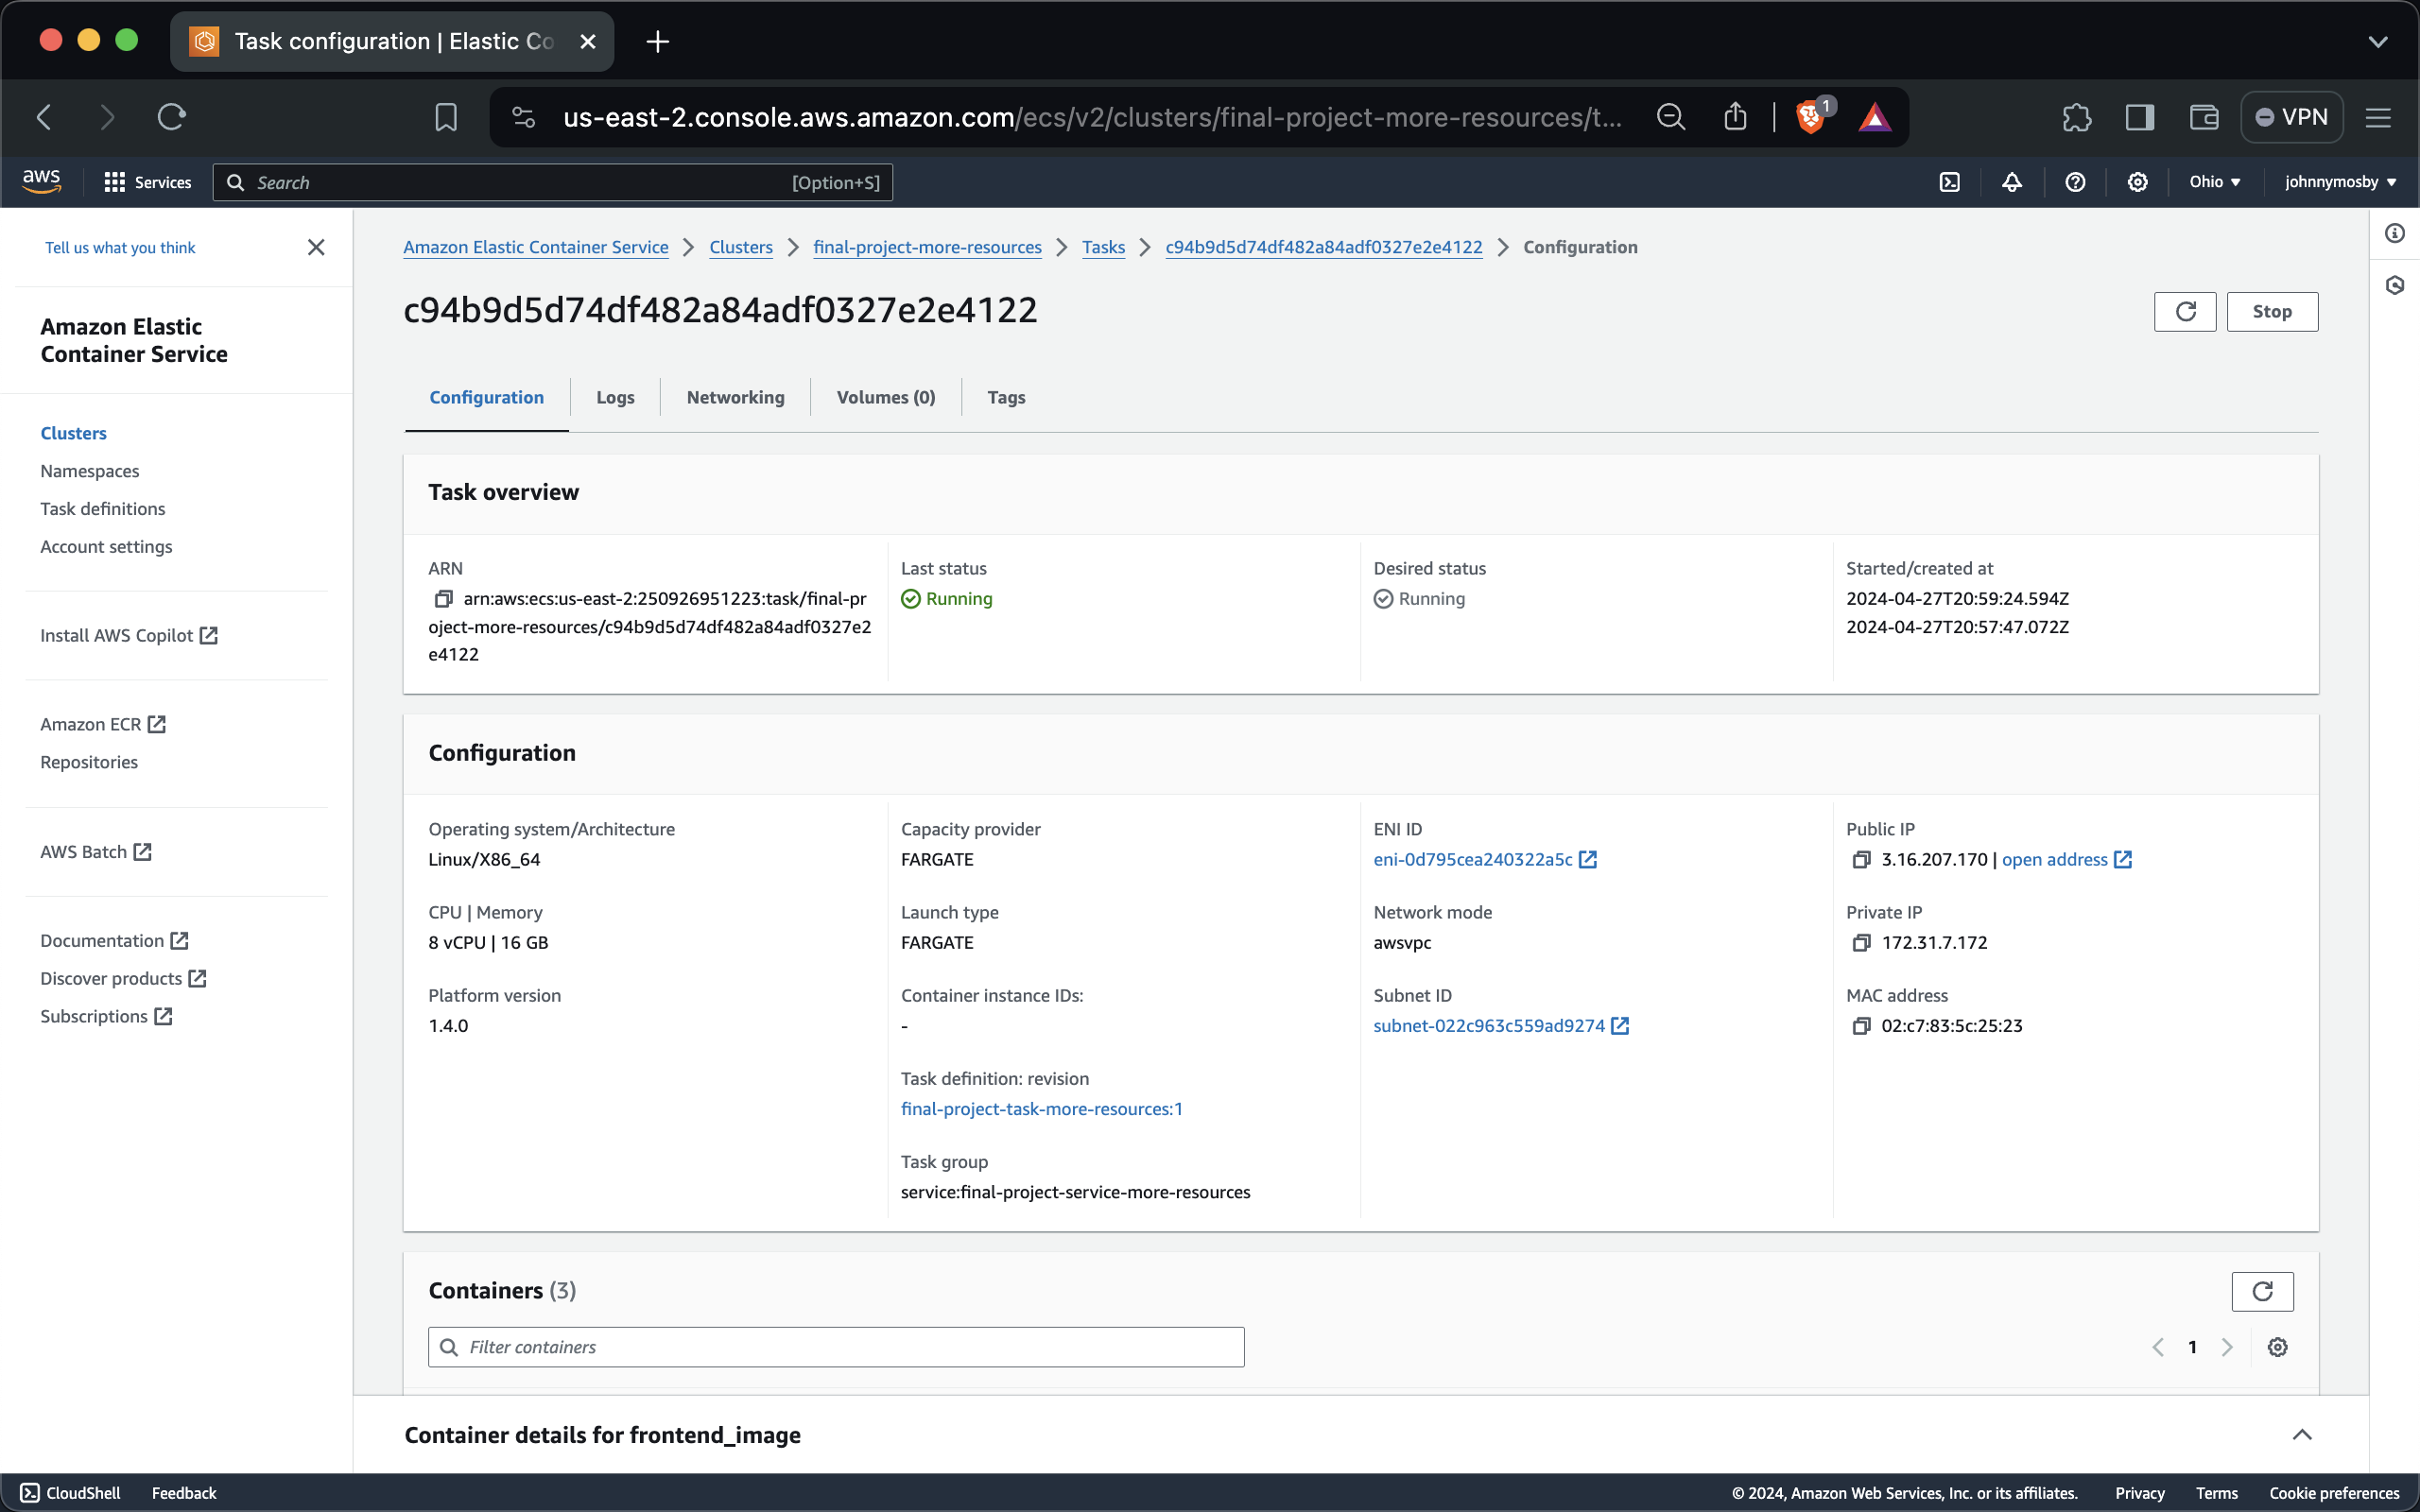 Task configuration | Elastic Co
us-east-2.console.aws.amazon.com/ecs/v2/clusters/final-project-more-resources/t...
1
VPN
aws
Services
Search
[Option+S]
Ohio
johnnymosby
Tell us what you think
Amazon Elastic
Container Service
Clusters
Namespaces
Task definitions
Account settings
Install AWS Copilot
Amazon ECR
Repositories
AWS Batch
Documentation
Discover products
Subscriptions
Amazon Elastic Container Service
Clusters
final-project-more-resources
Tasks
c94b9d5d74df482a84adf0327e2e4122
Configuration
c94b9d5d74df482a84adf0327e2e4122
Stop
Configuration
Logs
Networking
Volumes (0)
Tags
Task overview
ARN
arn:aws:ecs:us-east-2:250926951223:task/final-pr
oject-more-resources/c94b9d5d74df482a84adf0327e2
e4122
Last status
Running
Desired status
Running
Started/created at
2024-04-27T20:59:24.594Z
2024-04-27T20:57:47.072Z
Configuration
Operating system/Architecture
Linux/X86_64
CPU | Memory
8 vCPU | 16 GB
Platform version
1.4.0
Capacity provider
FARGATE
Launch type
FARGATE
Container instance IDs:
-
Task definition: revision
final-project-task-more-resources:1
Task group
service:final-project-service-more-resources
ENI ID
eni-0d795cea240322a5c
Network mode
awsvpc
Subnet ID
subnet-022c963c559ad9274
Public IP
3.16.207.170 | open address
Private IP
172.31.7.172
MAC address
02:c7:83:5c:25:23
Containers (3)
Filter containers
1
Container details for frontend_image
CloudShell
Feedback
© 2024, Amazon Web Services, Inc. or its affiliates.
Privacy
Terms
Cookie preferences